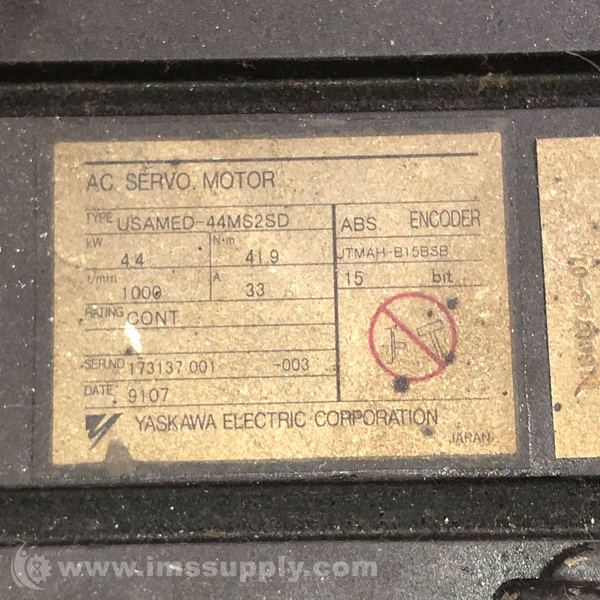 AC SERVO MOTOR
TYPE USAMED-44MS2SD
kW 4.4 N·m 41.9
r/min 1000 A 33
RATING CONT.
SER.NO 173137 001 -003
DATE 9107
YASKAWA ELECTRIC CORPORATION
JAPAN
ABS. ENCODER
UTMAH-B15BSB
15 bit
© imssupply
www.imssupply.com